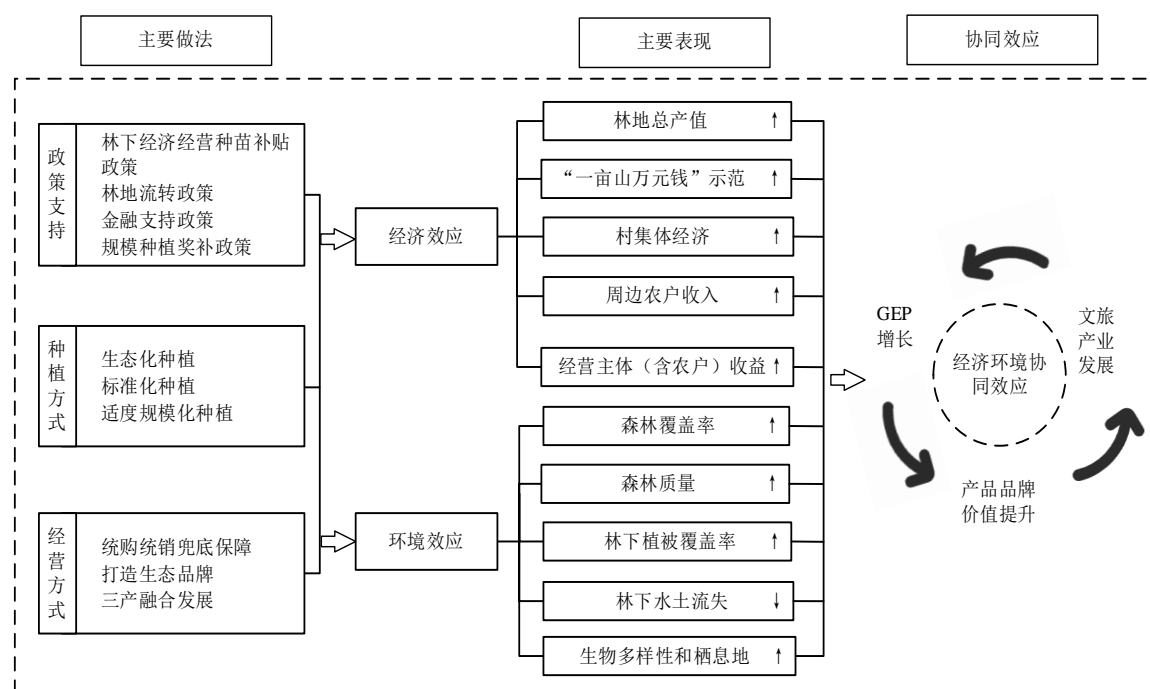 主要做法
主要表现
协同效应
政策支持
林下经济经营种苗补贴
政策
林地流转政策
金融支持政策
规模种植奖补政策
种植方式
生态化种植
标准化种植
适度规模化种植
经营方式
统购统销兜底保障
打造生态品牌
三产融合发展
经济效应
环境效应
林地总产值 ↑
“一亩山万元钱”示范 ↑
村集体经济 ↑
周边农户收入 ↑
经营主体（含农户）收益 ↑
森林覆盖率 ↑
森林质量 ↑
林下植被覆盖率 ↑
林下水土流失 ↓
生物多样性和栖息地 ↑
GEP
增长
经济环境协
同效应
文旅
产业
发展
产品品牌
价值提升